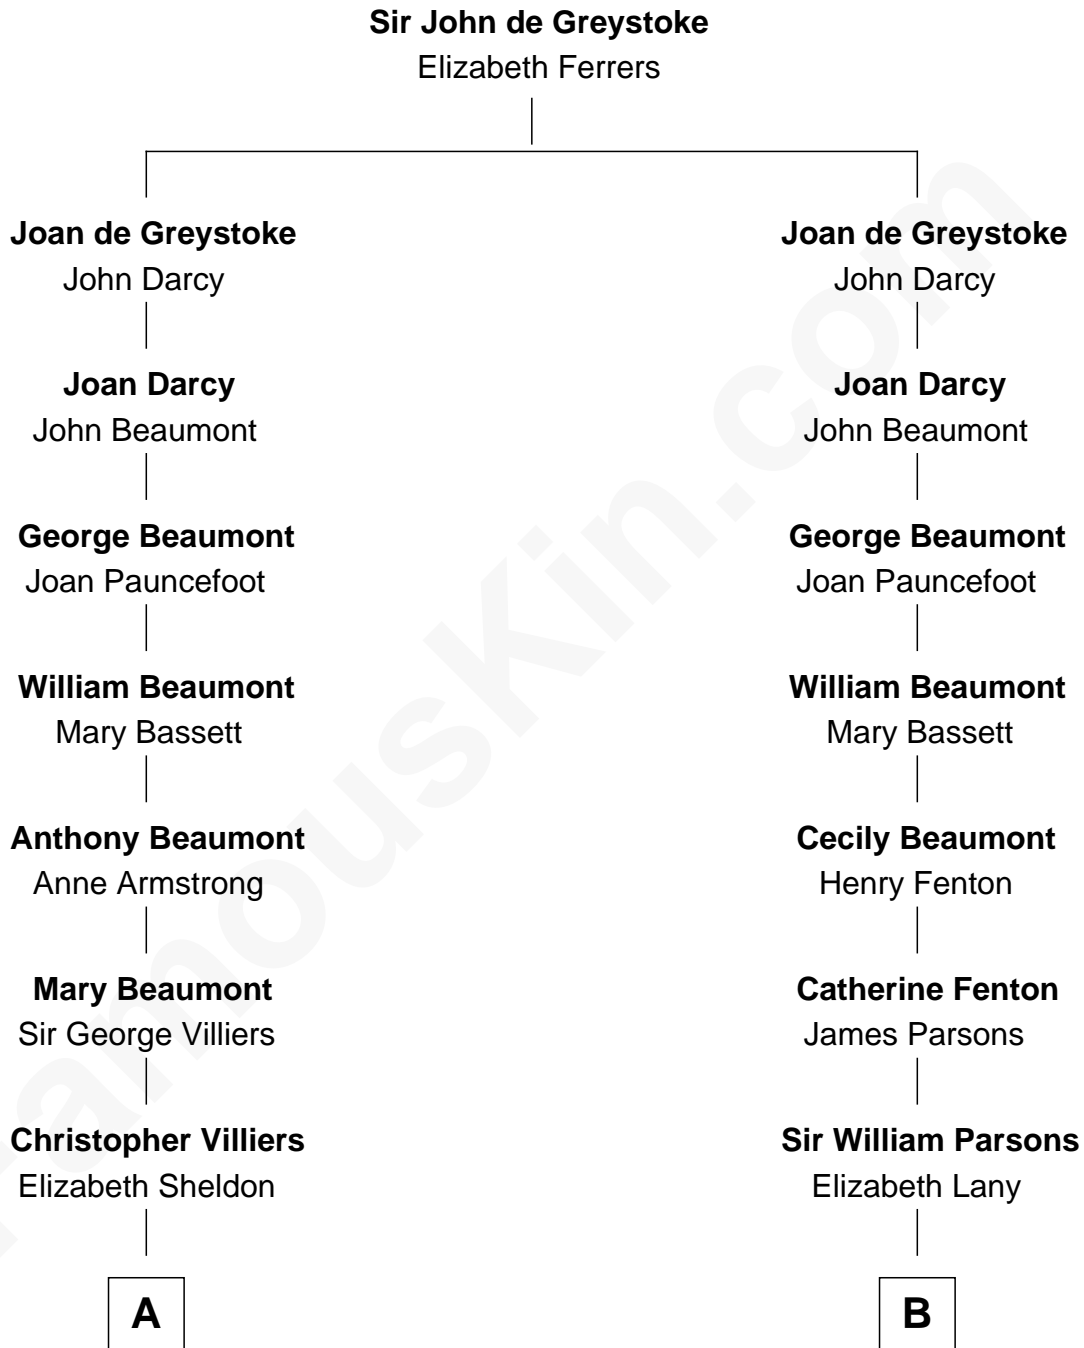 Sir John de Greystoke
Elizabeth Ferrers
Joan de Greystoke
John Darcy
Joan Darcy
John Beaumont
George Beaumont
Joan Pauncefoot
William Beaumont
Mary Bassett
Anthony Beaumont
Anne Armstrong
Mary Beaumont
Sir George Villiers
Christopher Villiers
Elizabeth Sheldon
A
Joan de Greystoke
John Darcy
Joan Darcy
John Beaumont
George Beaumont
Joan Pauncefoot
William Beaumont
Mary Bassett
Cecily Beaumont
Henry Fenton
Catherine Fenton
James Parsons
Sir William Parsons
Elizabeth Lany
B
FamousKin.com